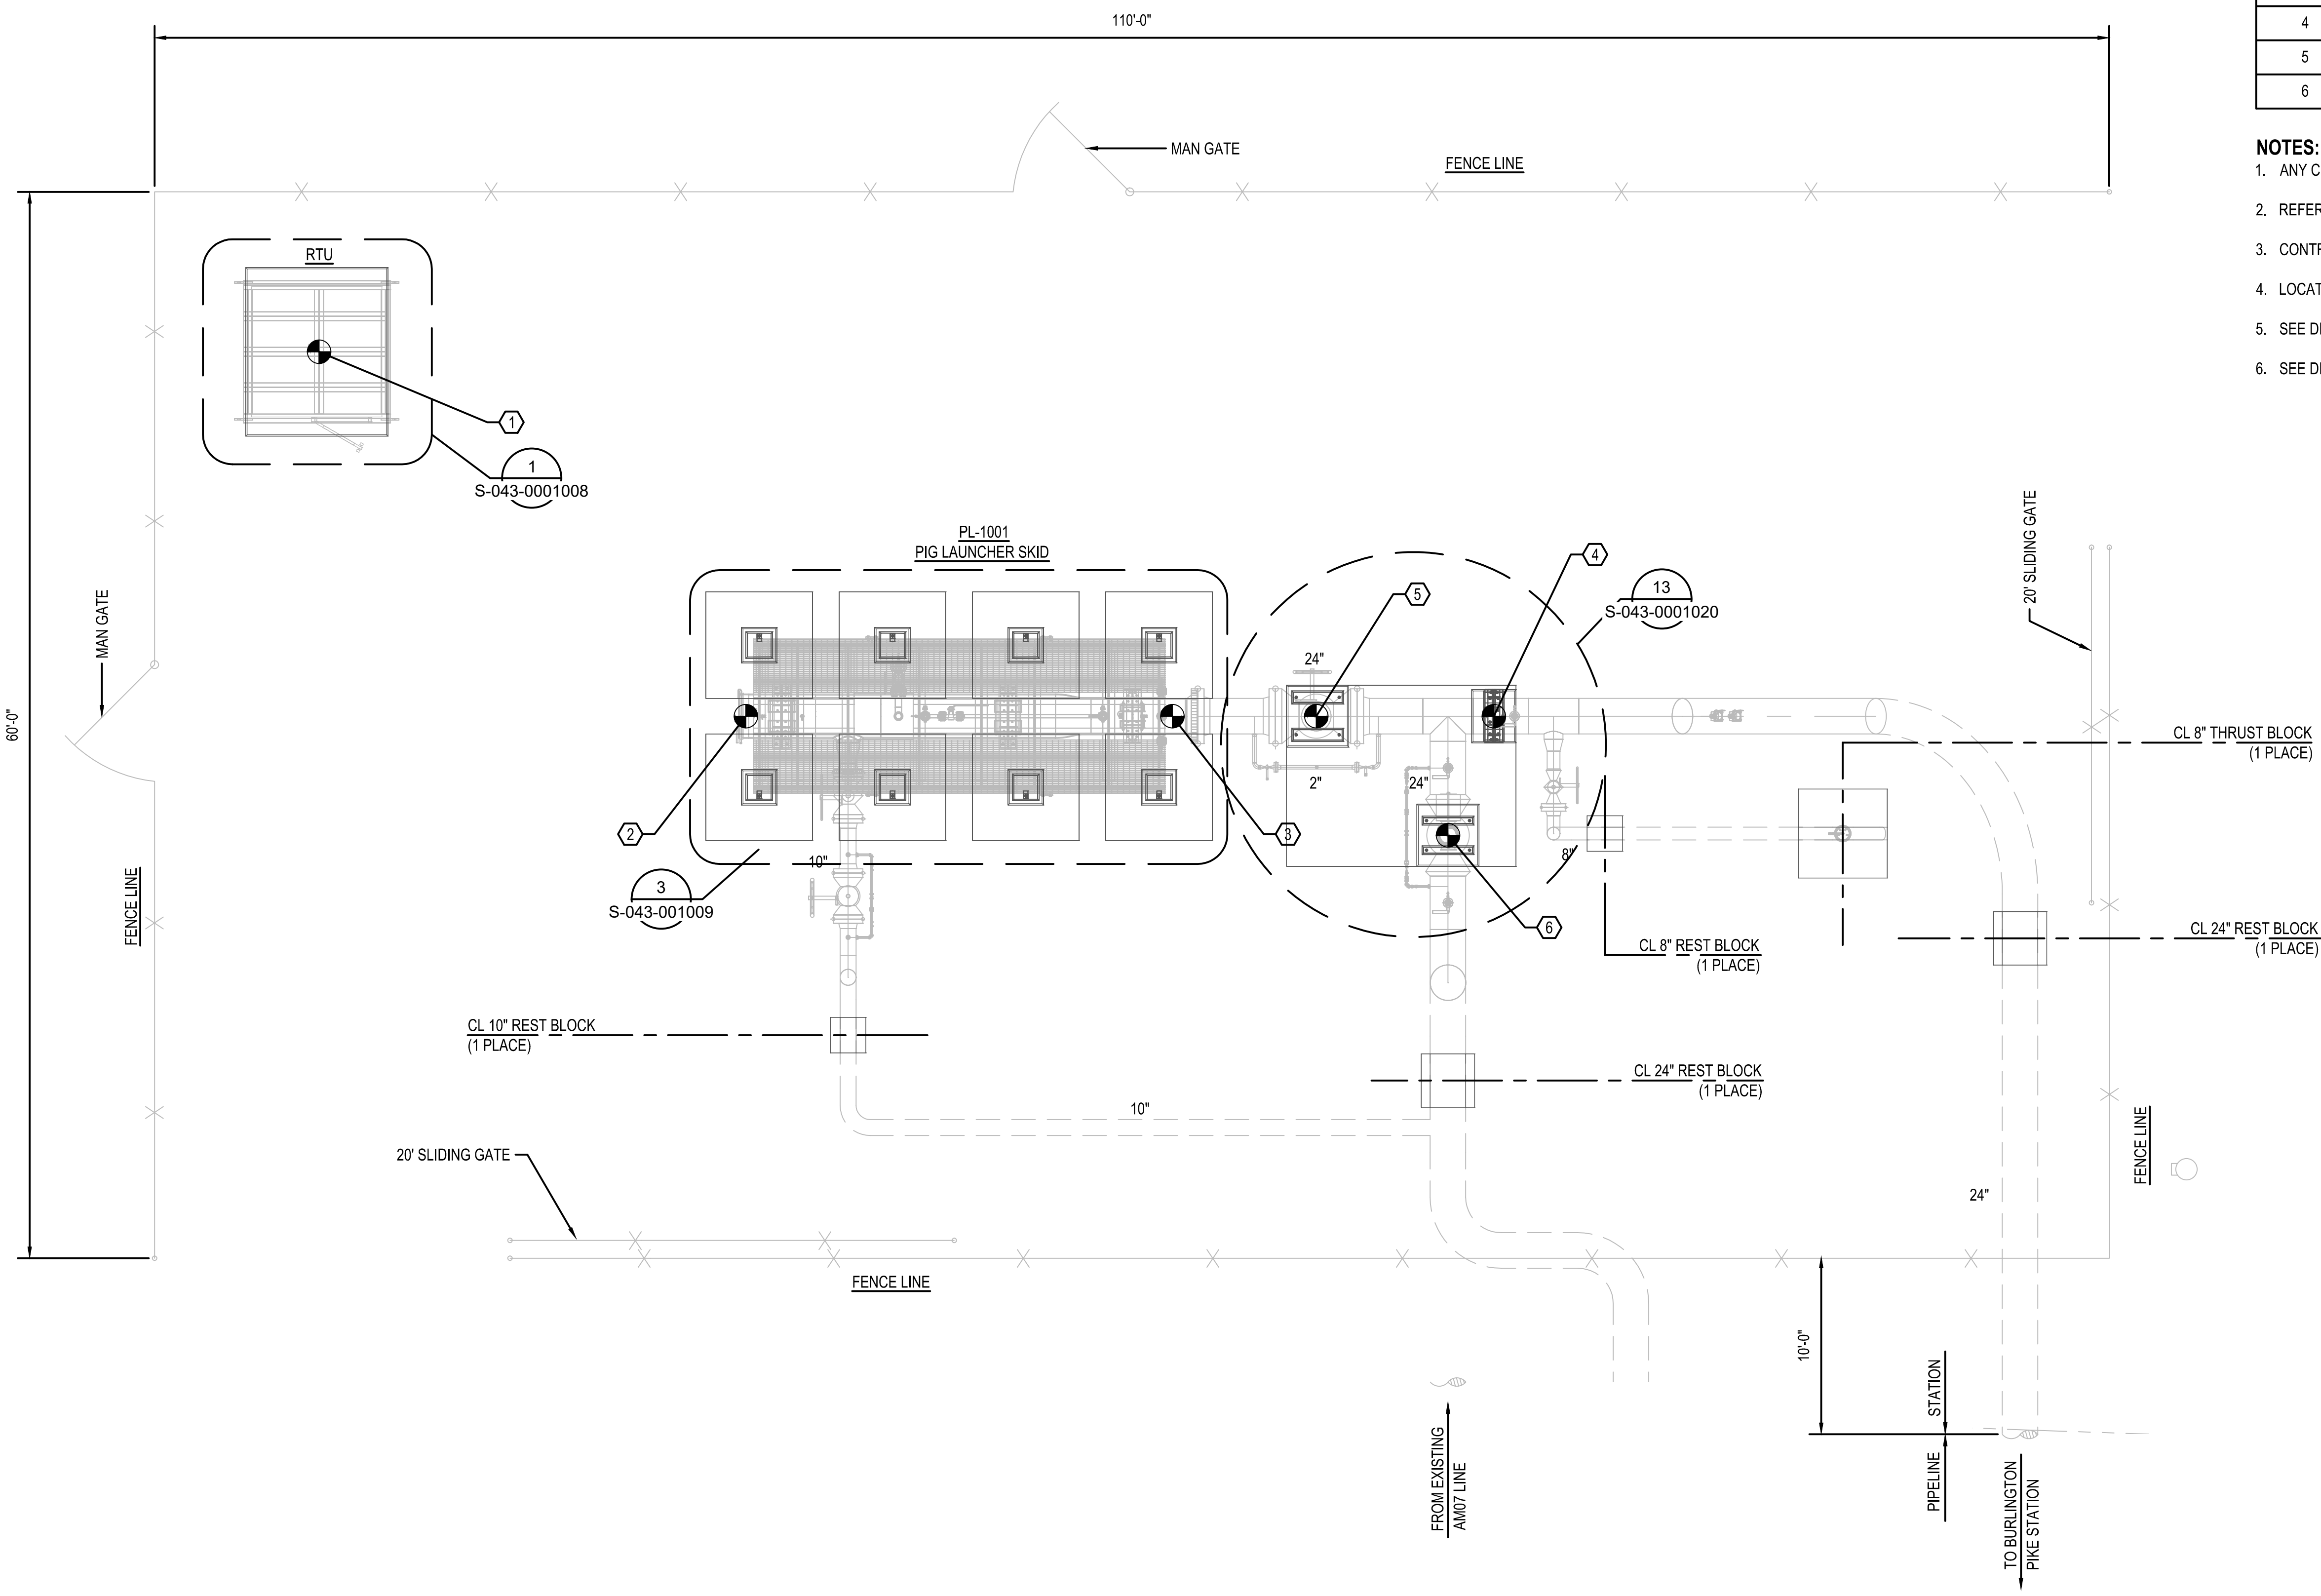 110'-0"
4
5
6
NOTES:
1. ANY C
2. REFER
3. CONTR
4. LOCAT
5. SEE D
6. SEE D
MAN GATE
FENCE LINE
RTU
1
1
S-043-0001008
PL-1001
PIG LAUNCHER SKID
4
5
13
S-043-0001020
20' SLIDING GATE
MAN GATE
60'-0"
24"
2"
24"
CL 8" THRUST BLOCK
(1 PLACE)
2
3
10"
8"
3
S-043-001009
6
FENCE LINE
CL 8" REST BLOCK
(1 PLACE)
CL 24" REST BLOCK
(1 PLACE)
CL 10" REST BLOCK
(1 PLACE)
CL 24" REST BLOCK
(1 PLACE)
10"
20' SLIDING GATE
FENCE LINE
24"
FENCE LINE
10'-0"
STATION
PIPELINE
FROM EXISTING
AM07 LINE
TO BURLINGTON
PIKE STATION